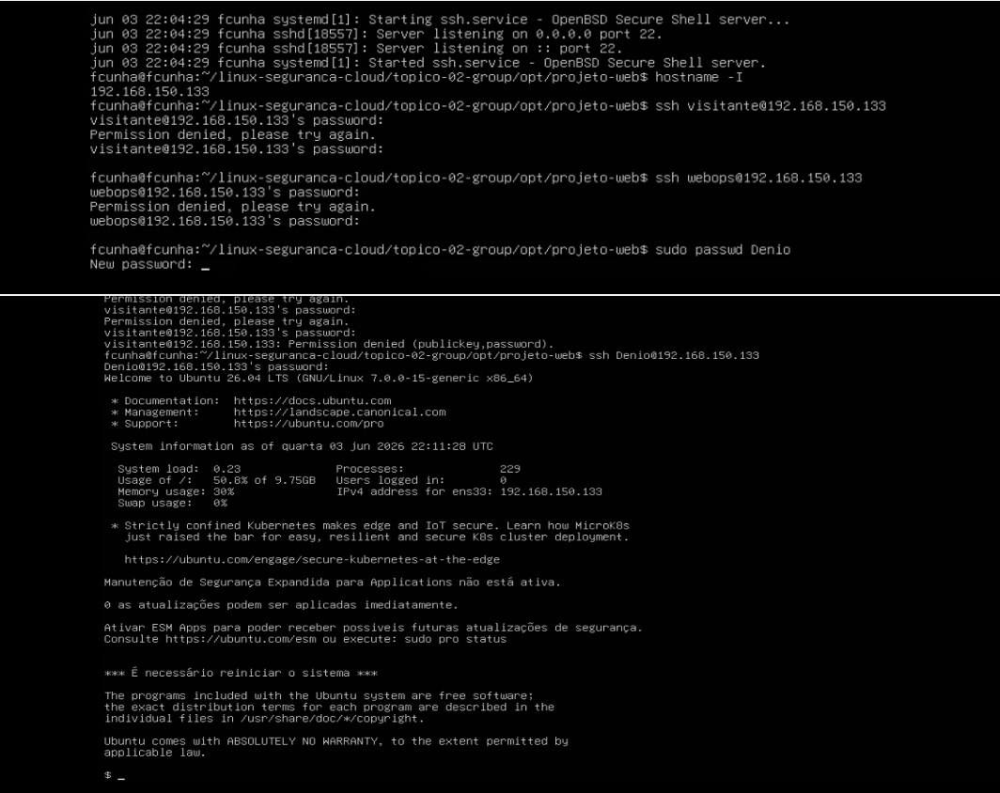 jun 03 22:04:29 fcunha systemd[1]: Starting ssh.service - OpenBSD Secure Shell server...
jun 03 22:04:29 fcunha sshd[18557]: Server listening on 0.0.0.0 port 22.
jun 03 22:04:29 fcunha sshd[18557]: Server listening on :: port 22.
jun 03 22:04:29 fcunha systemd[1]: Started ssh.service - OpenBSD Secure Shell server.
fcunha@fcunha:~/linux-seguranca-cloud/topico-02-group/opt/projeto-web$ hostname -I
192.168.150.133
fcunha@fcunha:~/linux-seguranca-cloud/topico-02-group/opt/projeto-web$ ssh visitante@192.168.150.133
visitante@192.168.150.133's password:
Permission denied, please try again.
visitante@192.168.150.133's password:
fcunha@fcunha:~/linux-seguranca-cloud/topico-02-group/opt/projeto-web$ ssh webops@192.168.150.133
webops@192.168.150.133's password:
Permission denied, please try again.
webops@192.168.150.133's password:
fcunha@fcunha:~/linux-seguranca-cloud/topico-02-group/opt/projeto-web$ sudo passwd Denio
New password: _
Permission denied, please try again.
visitante@192.168.150.133's password:
Permission denied, please try again.
visitante@192.168.150.133's password:
visitante@192.168.150.133: Permission denied (publickey,password).
fcunha@fcunha:~/linux-seguranca-cloud/topico-02-group/opt/projeto-web$ ssh Denio@192.168.150.133
Denio@192.168.150.133's password:
Welcome to Ubuntu 26.04 LTS (GNU/Linux 7.0.0-15-generic x86_64)
* Documentation: https://docs.ubuntu.com
* Management: https://landscape.canonical.com
* Support: https://ubuntu.com/pro
System information as of quarta 03 jun 2026 22:11:28 UTC
System load: 0.23 Processes: 229
Usage of /: 50.8% of 9.75GB Users logged in: 0
Memory usage: 30% IPv4 address for ens33: 192.168.150.133
Swap usage: 0%
* Strictly confined Kubernetes makes edge and IoT secure. Learn how MicroK8s
just raised the bar for easy, resilient and secure K8s cluster deployment.
https://ubuntu.com/engage/secure-kubernetes-at-the-edge
Manutenção de Segurança Expandida para Applications não está ativa.
0 as atualizações podem ser aplicadas imediatamente.
Ativar ESM Apps para poder receber possiveis futuras atualizações de segurança.
Consulte https://ubuntu.com/esm ou execute: sudo pro status
*** É necessário reiniciar o sistema ***
The programs included with the Ubuntu system are free software;
the exact distribution terms for each program are described in the
individual files in /usr/share/doc/*/copyright.
Ubuntu comes with ABSOLUTELY NO WARRANTY, to the extent permitted by
applicable law.
$ _